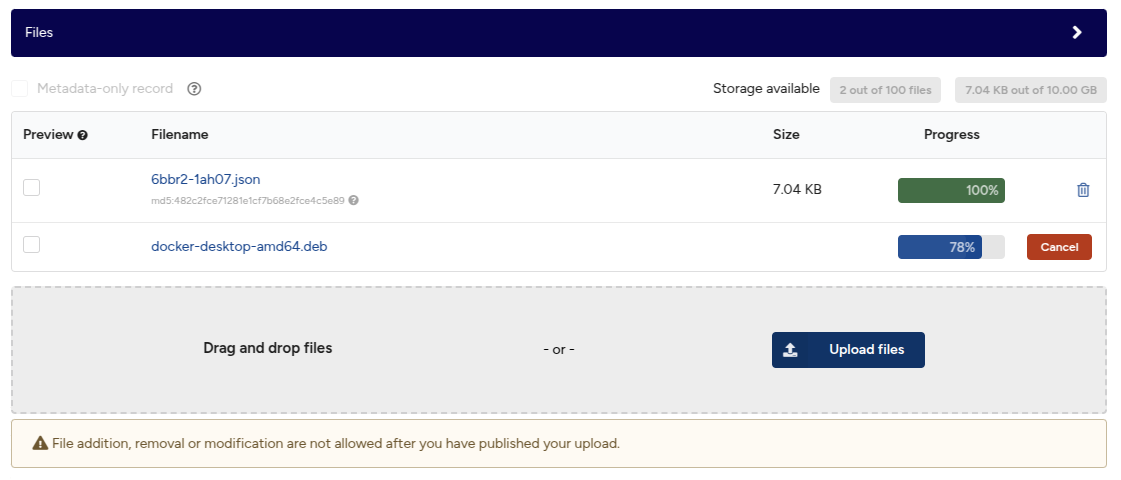 Files
Metadata-only record
Storage available 2 out of 100 files 7.04 KB out of 10.00 GB
Preview Filename Size Progress
6bbr2-1ah07.json 7.04 KB 100%
md5:482c2fce71281e1cf7b68e2fce4c5e89
docker-desktop-amd64.deb 78% Cancel
Drag and drop files - or - Upload files
File addition, removal or modification are not allowed after you have published your upload.